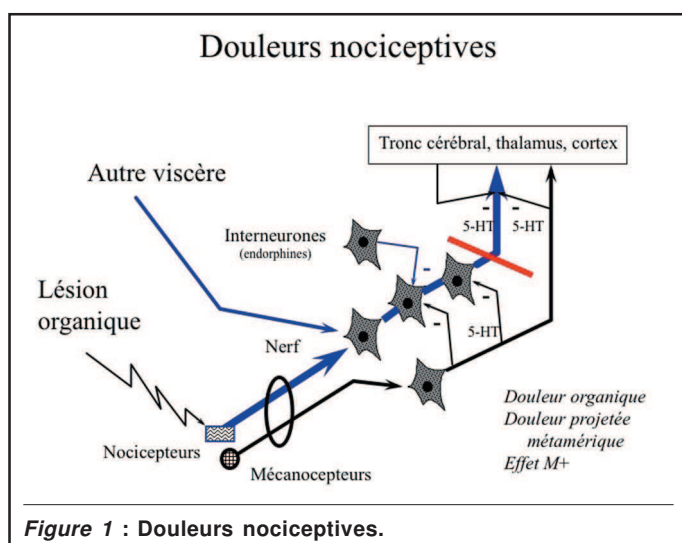 Douleurs nociceptives
Tronc cérébral, thalamus, cortex
Autre viscère
-
-
5-HT
5-HT
Interneurones
(endorphines)
-
Lésion
organique
-
Nerf
-
5-HT
Douleur organique
Douleur projetée
métamérique
Effet M+
Nocicepteurs
Mécanocepteurs
Figure 1 : Douleurs nociceptives.